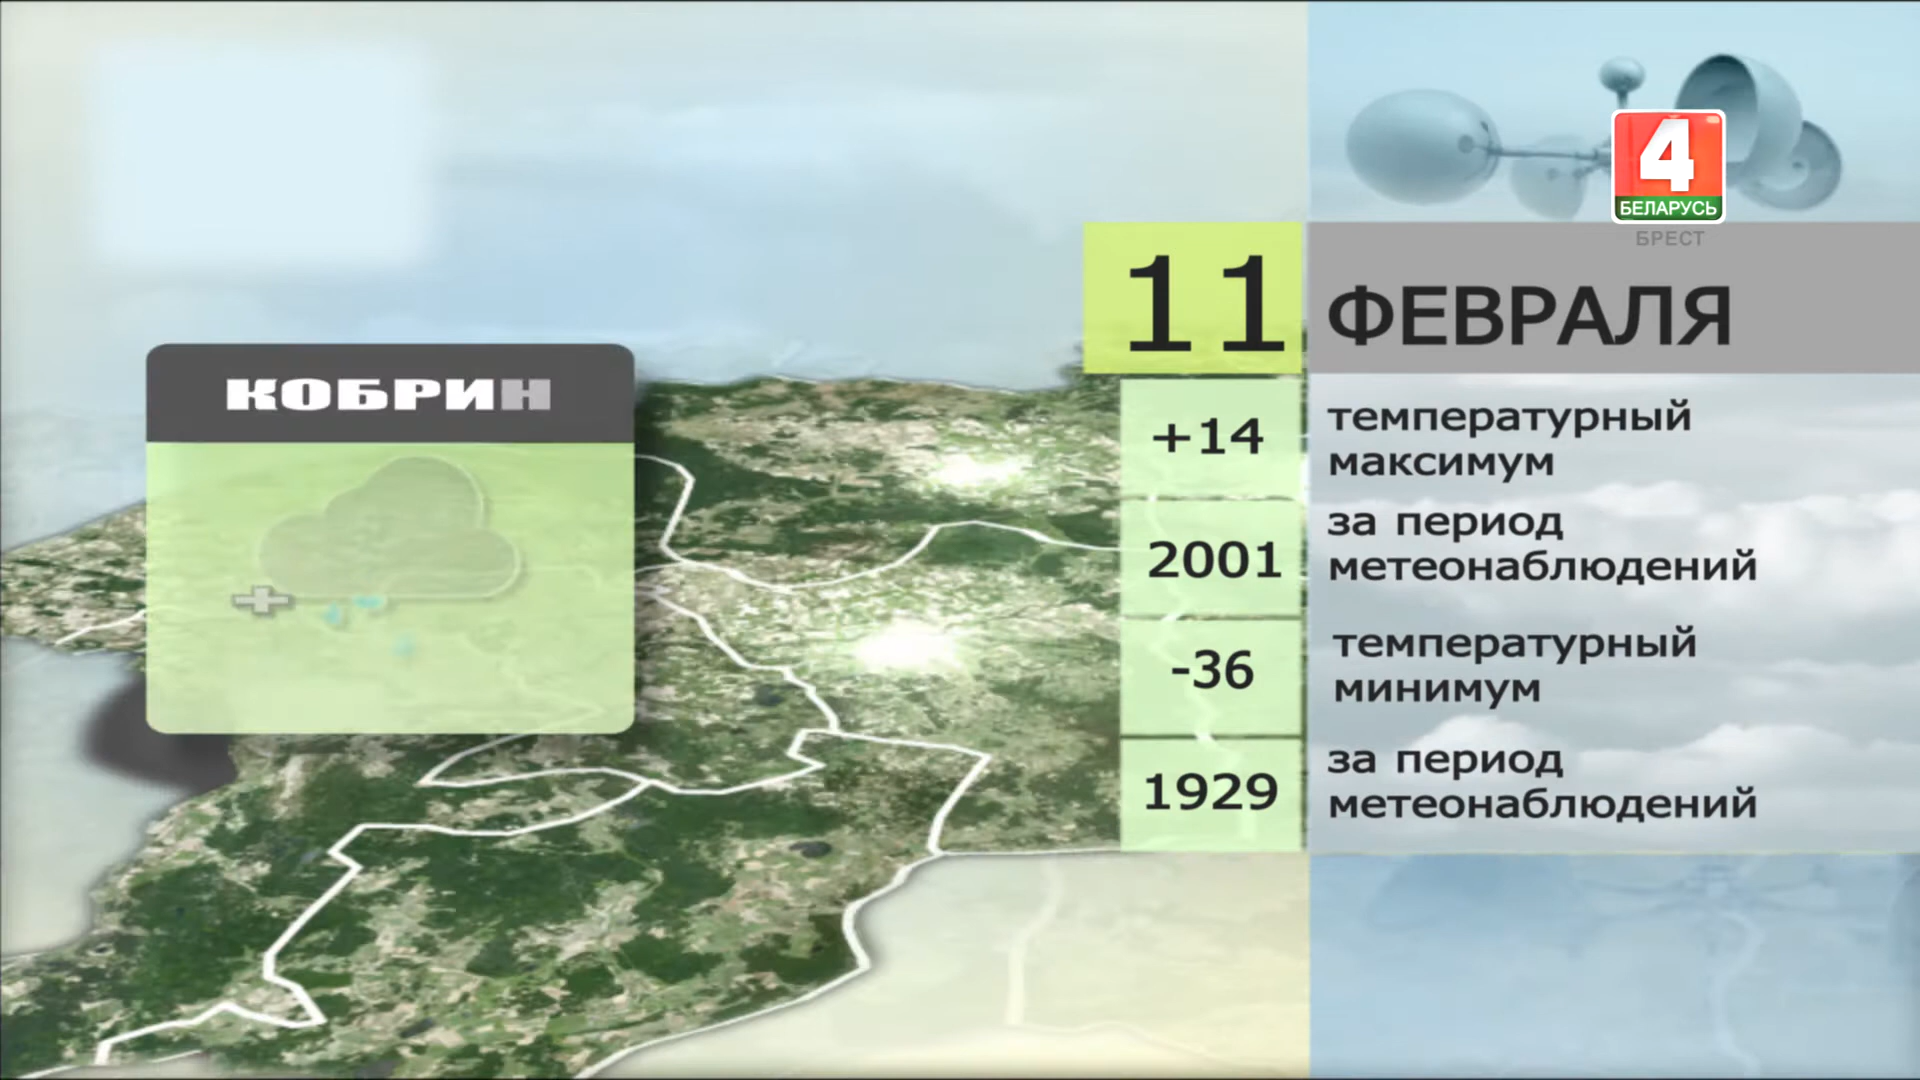 4
БЕЛАРУСЬ
БРЕСТ
11 ФЕВРАЛЯ
КОБРИН
+14 температурный
максимум
2001 за период
метеонаблюдений
-36 температурный
минимум
1929 за период
метеонаблюдений